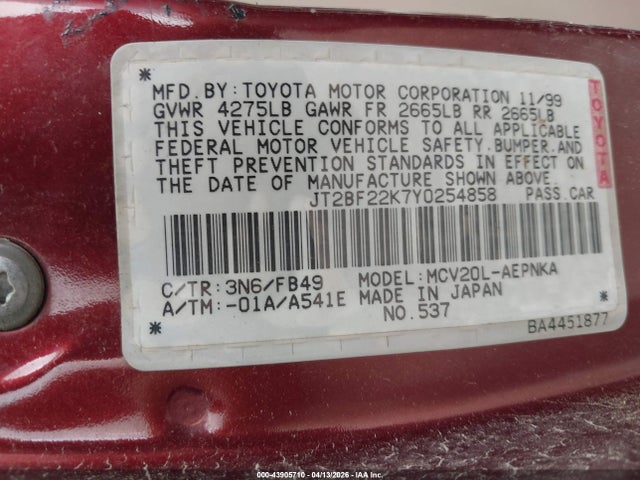 MFD. BY: TOYOTA MOTOR CORPORATION 11/99
GVWR 4275LB GAWR FR 2665LB RR 2665LB
THIS VEHICLE CONFORMS TO ALL APPLICABLE
FEDERAL MOTOR VEHICLE SAFETY, BUMPER, AND
THEFT PREVENTION STANDARDS IN EFFECT ON
THE DATE OF MANUFACTURE SHOWN ABOVE.
JT2BF22K7Y0254858 PASS. CAR
TOYOTA
C/TR: 3N6/FB49 MODEL: MCV20L-AEPNKA
A/TM: -01A/A541E MADE IN JAPAN
NO. 537
BA4451877
000-43905710 - 04/13/2026 - IAA Inc.